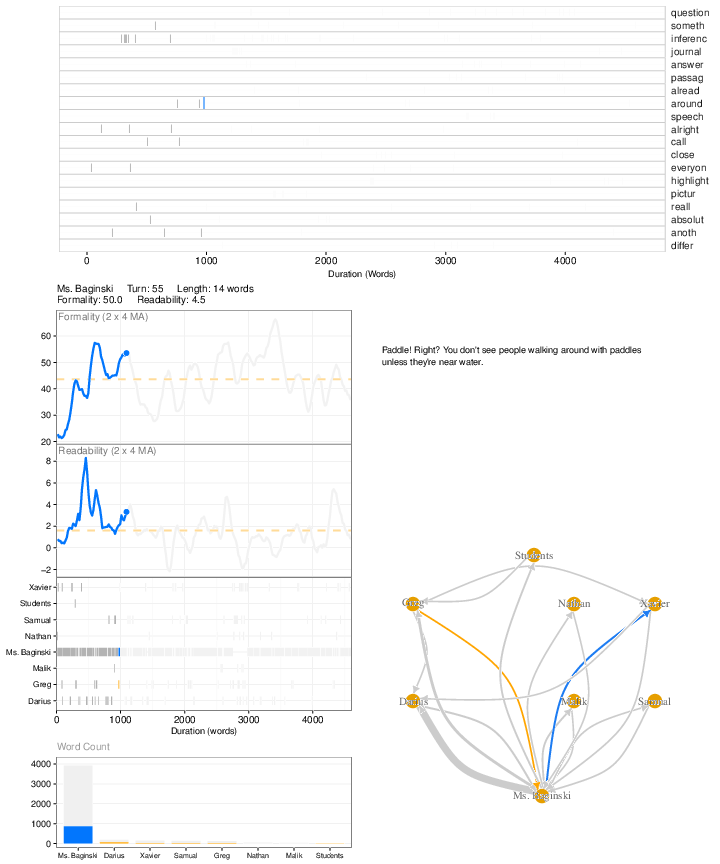 question
someth
inferenc
journal
answer
passag
alread
around
speech
alright
call
close
everyon
highlight
pictur
reall
absolut
anoth
differ
0 1000 2000 3000 4000
Duration (Words)
Ms. Baginski Turn: 55 Length: 14 words
Formality: 50.0 Readability: 4.5
Formality (2 x 4 MA)
60
50
40
30
20
Paddle! Right? You don't see people walking around with paddles
unless they're near water.
Readability (2 x 4 MA)
8
6
4
2
0
−2
Xavier
Students
Samual
Nathan
Ms. Baginski
Malik
Greg
Darius
0 1000 2000 3000 4000
Duration (words)
Students
Greg
Nathan
Xavier
Darius
Malik
Samual
Ms. Baginski
Word Count
4000
3000
2000
1000
0
Ms. Baginski Darius Xavier Samual Greg Nathan Malik Students